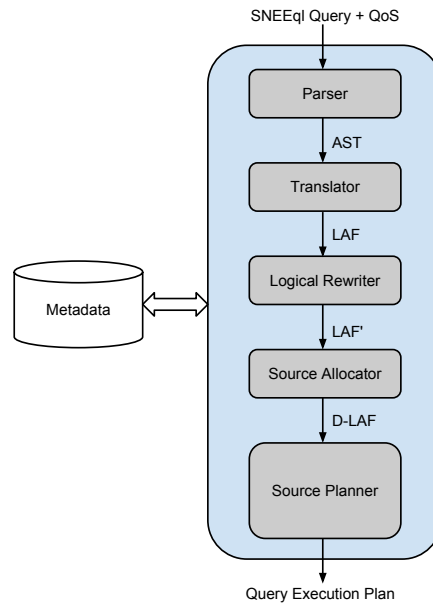 SNEEql Query + QoS
Parser
AST
Translator
LAF
Logical Rewriter
Metadata
LAF'
Source Allocator
D-LAF
Source Planner
Query Execution Plan